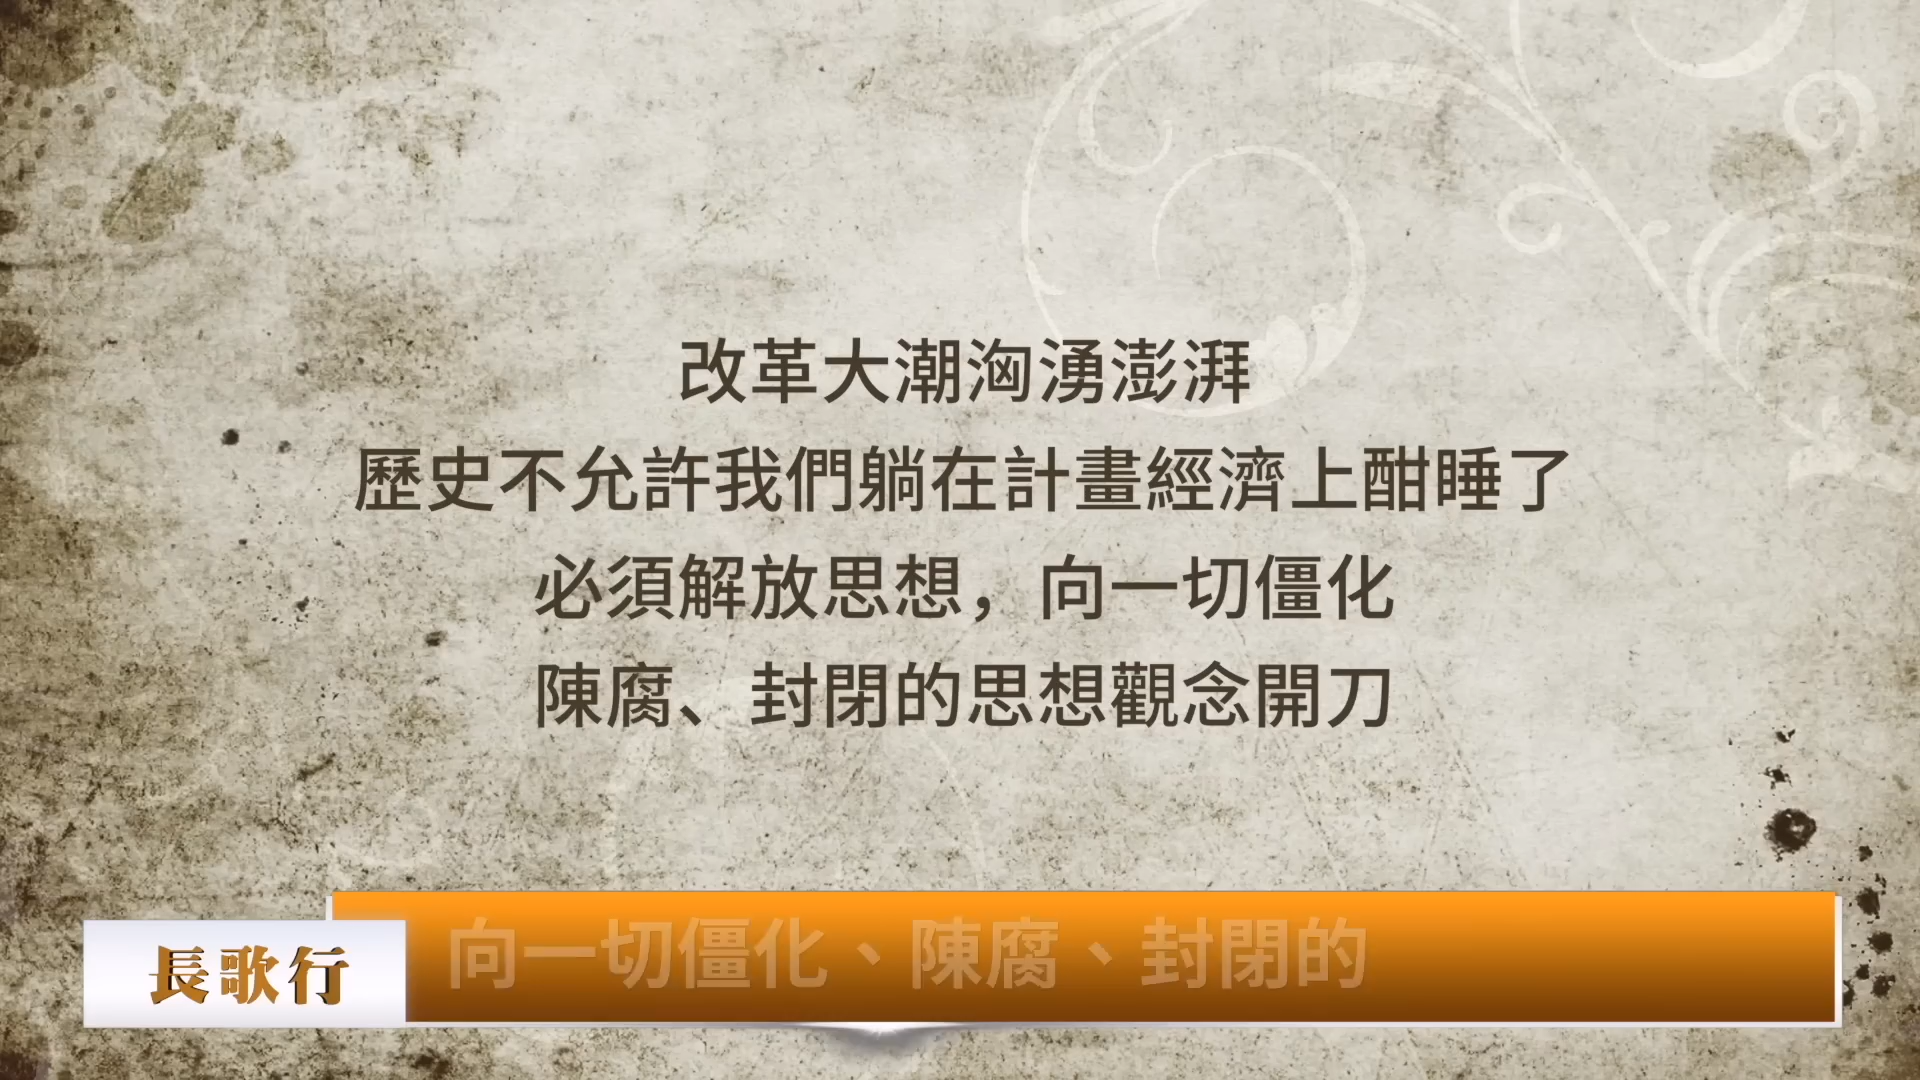 改革大潮洶湧澎湃
歷史不允許我們躺在計畫經濟上酣睡了
必須解放思想，向一切僵化
陳腐、封閉的思想觀念開刀
向一切僵化、陳腐、封閉的
長歌行